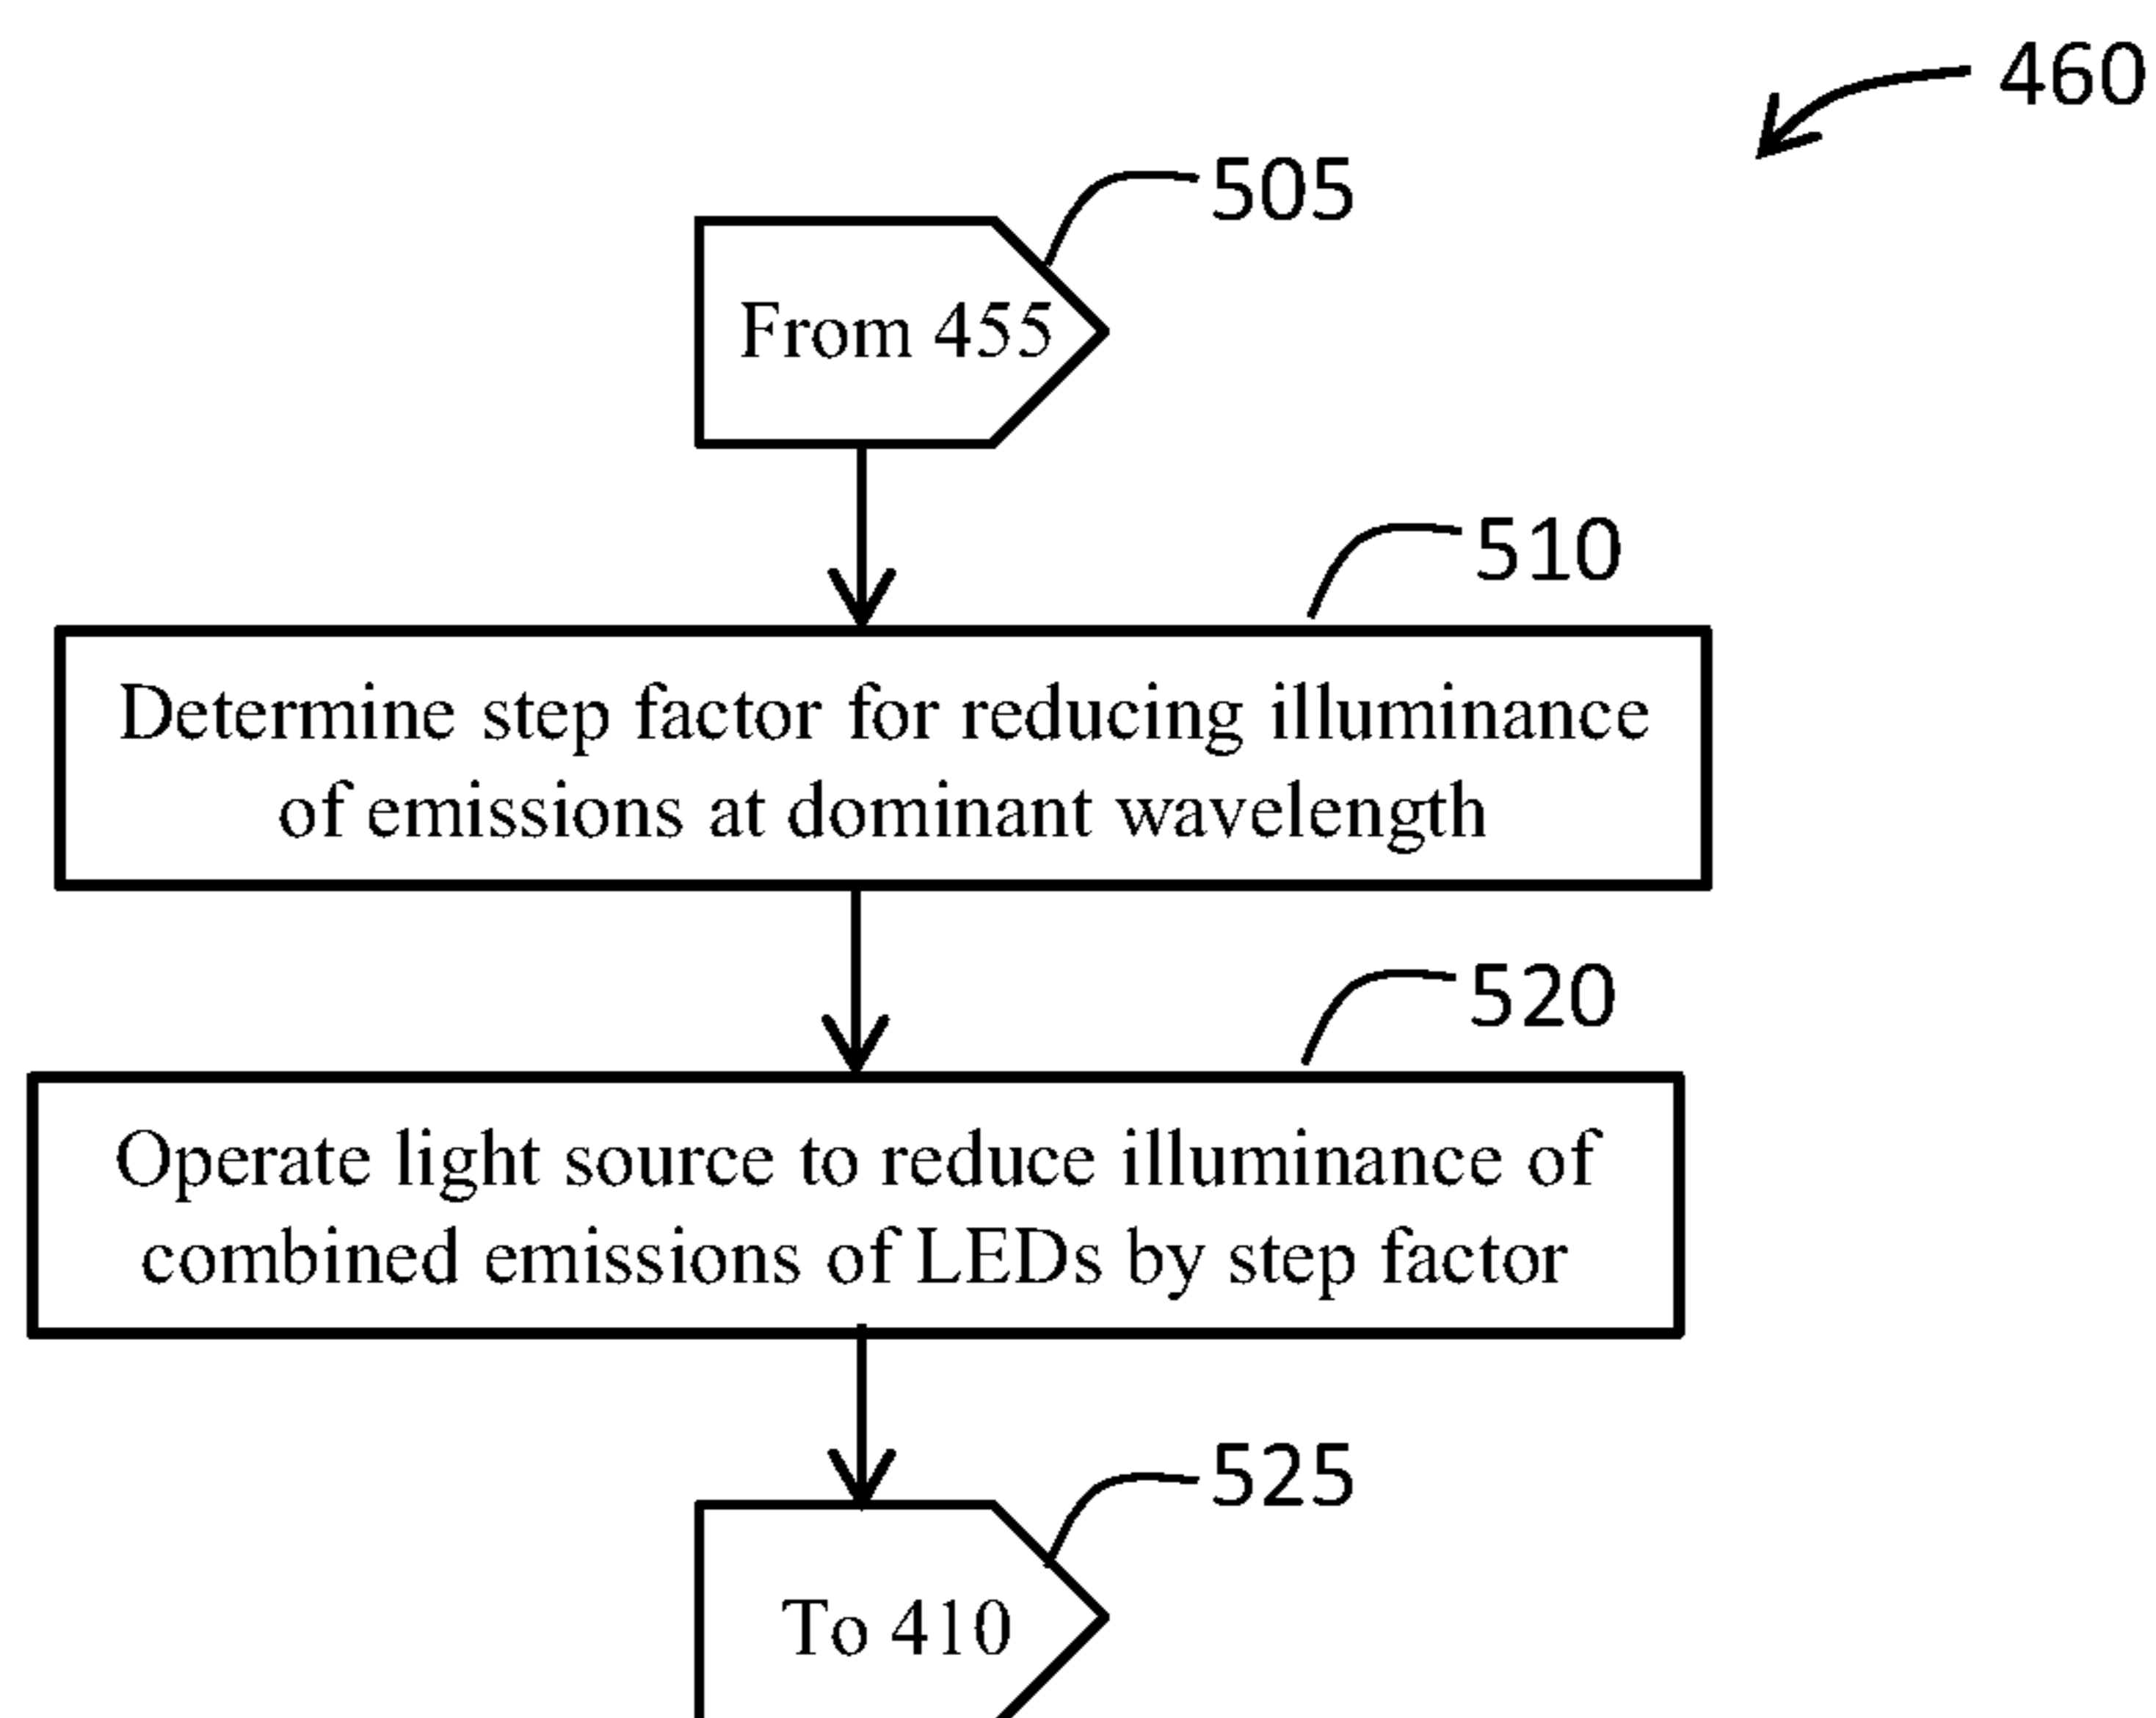 460
505
From 455
510
Determine step factor for reducing illuminance
of emissions at dominant wavelength
520
Operate light source to reduce illuminance of
combined emissions of LEDs by step factor
525
To 410